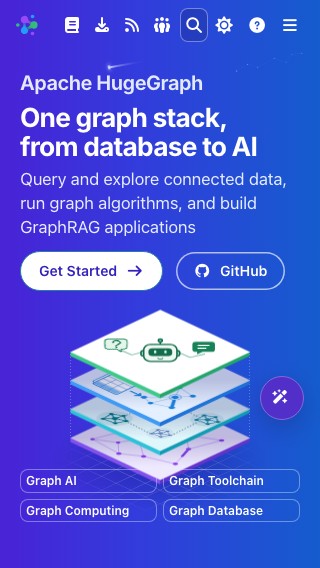 Apache HugeGraph
One graph stack,
from database to AI
Query and explore connected data,
run graph algorithms, and build
GraphRAG applications
Get Started
GitHub
Graph AI
Graph Toolchain
Graph Computing
Graph Database